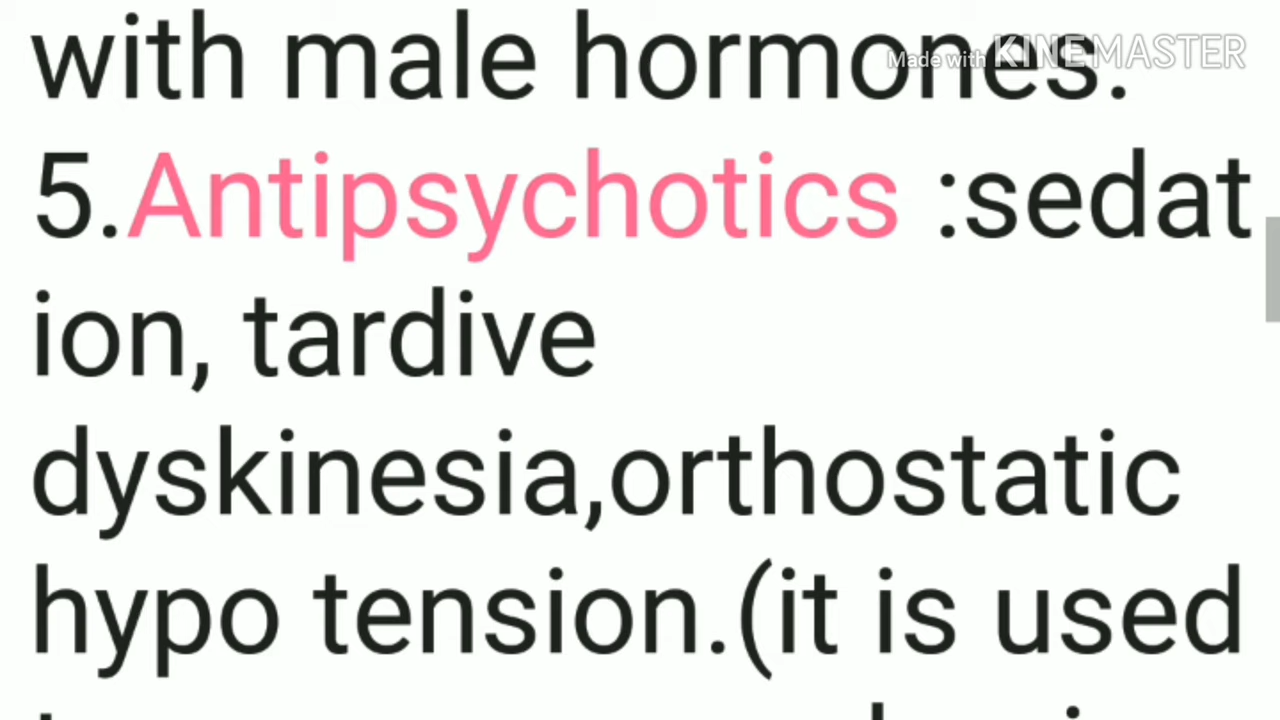 with male hormones.
Made with KINEMASTER
5.Antipsychotics :sedat
ion, tardive
dyskinesia,orthostatic
hypo tension.(it is used